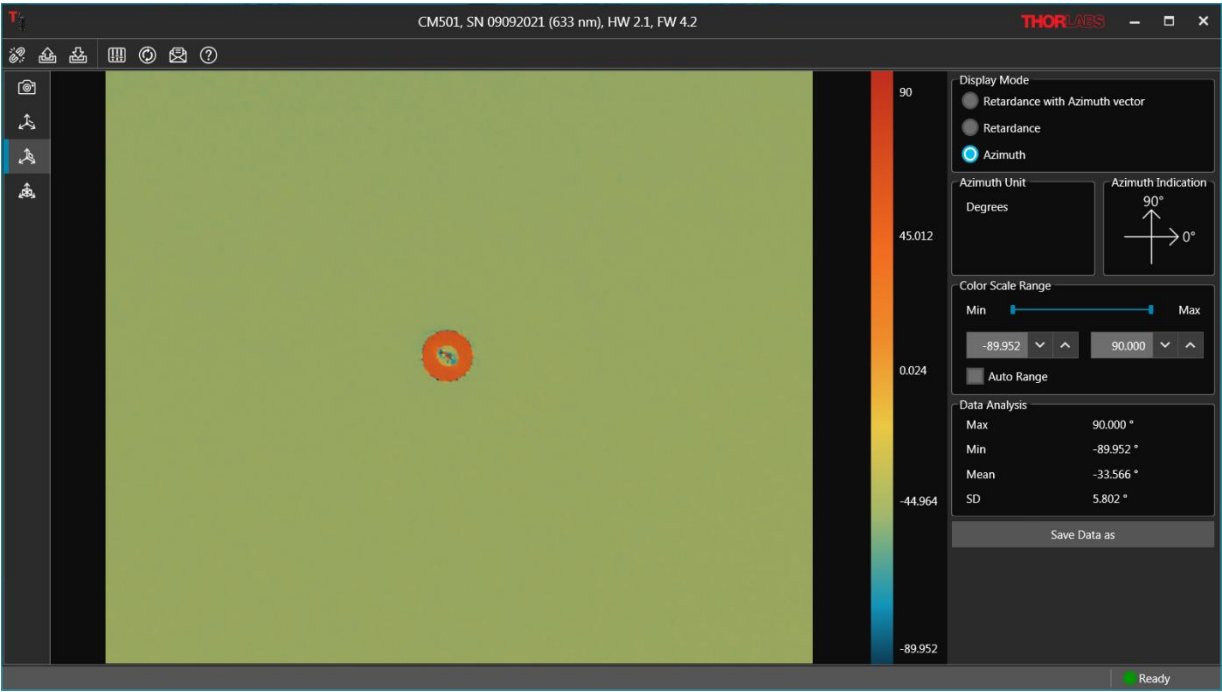 CM501, SN 09092021 (633 nm), HW 2.1, FW 4.2
THORLABS
90
45.012
0.024
-44.964
-89.952
Display Mode
Retardance with Azimuth vector
Retardance
Azimuth
Azimuth Unit
Degrees
Azimuth Indication
90°
0°
Color Scale Range
Min Max
-89.952 90.000
Auto Range
Data Analysis
Max 90.000 °
Min -89.952 °
Mean -33.566 °
SD 5.802 °
Save Data as
Ready